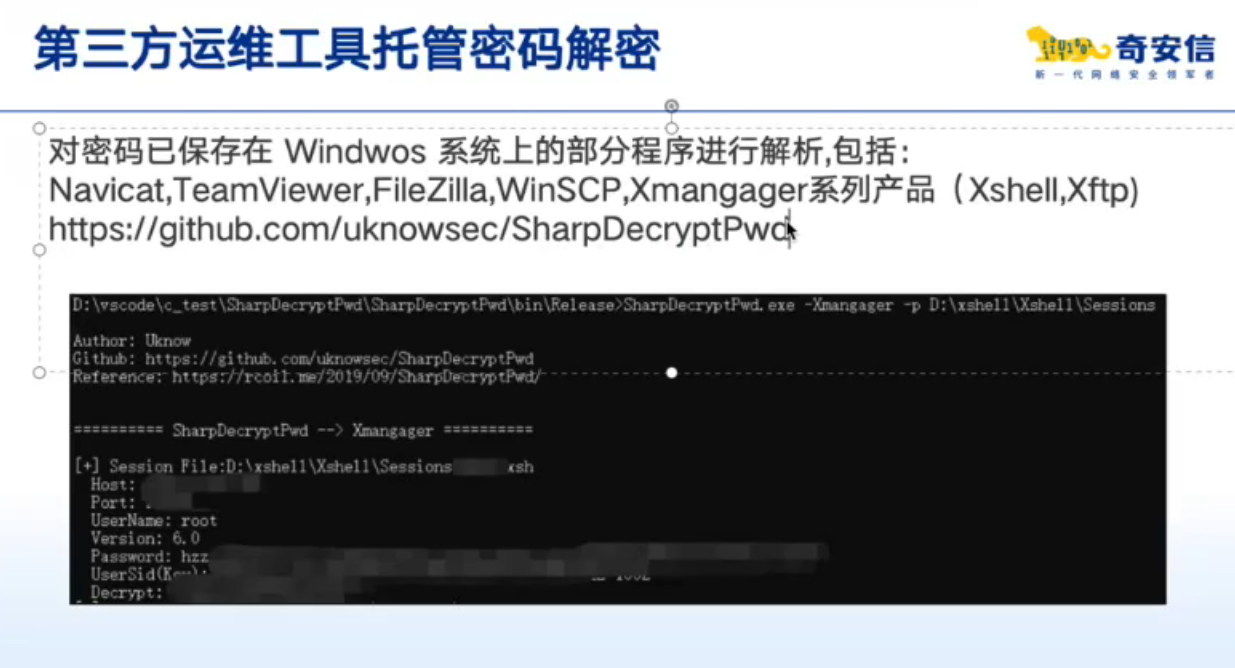 第三方运维工具托管密码解密
奇安信
新一代网络安全领军者
对密码已保存在 Windwos 系统上的部分程序进行解析,包括:
Navicat,TeamViewer,FileZilla,WinSCP,Xmangager系列产品（Xshell,Xftp)
https://github.com/uknowsec/SharpDecryptPwd
D:\vscode\c_test\SharpDecryptPwd\SharpDecryptPwd\bin\Release>SharpDecryptPwd.exe -Xmangager -p D:\xshell\Xshell\Sessions
Author: Uknow
Github: https://github.com/uknowsec/SharpDecryptPwd
Reference: https://rcoil.me/2019/09/SharpDecryptPwd/
========== SharpDecryptPwd --> Xmangager ==========
[+] Session File:D:\xshell\Xshell\Sessions xsh
Host:
Port:
UserName: root
Version: 6.0
Password: hzz
UserSid(Key):
Decrypt: